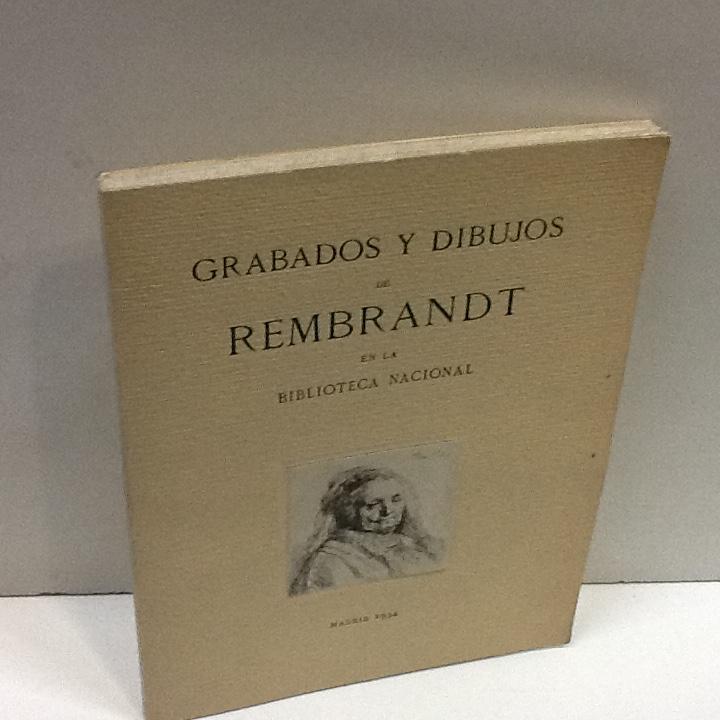 GRABADOS Y DIBUJOS
DE
REMBRANDT
EN LA
BIBLIOTECA NACIONAL
MADRID 1934